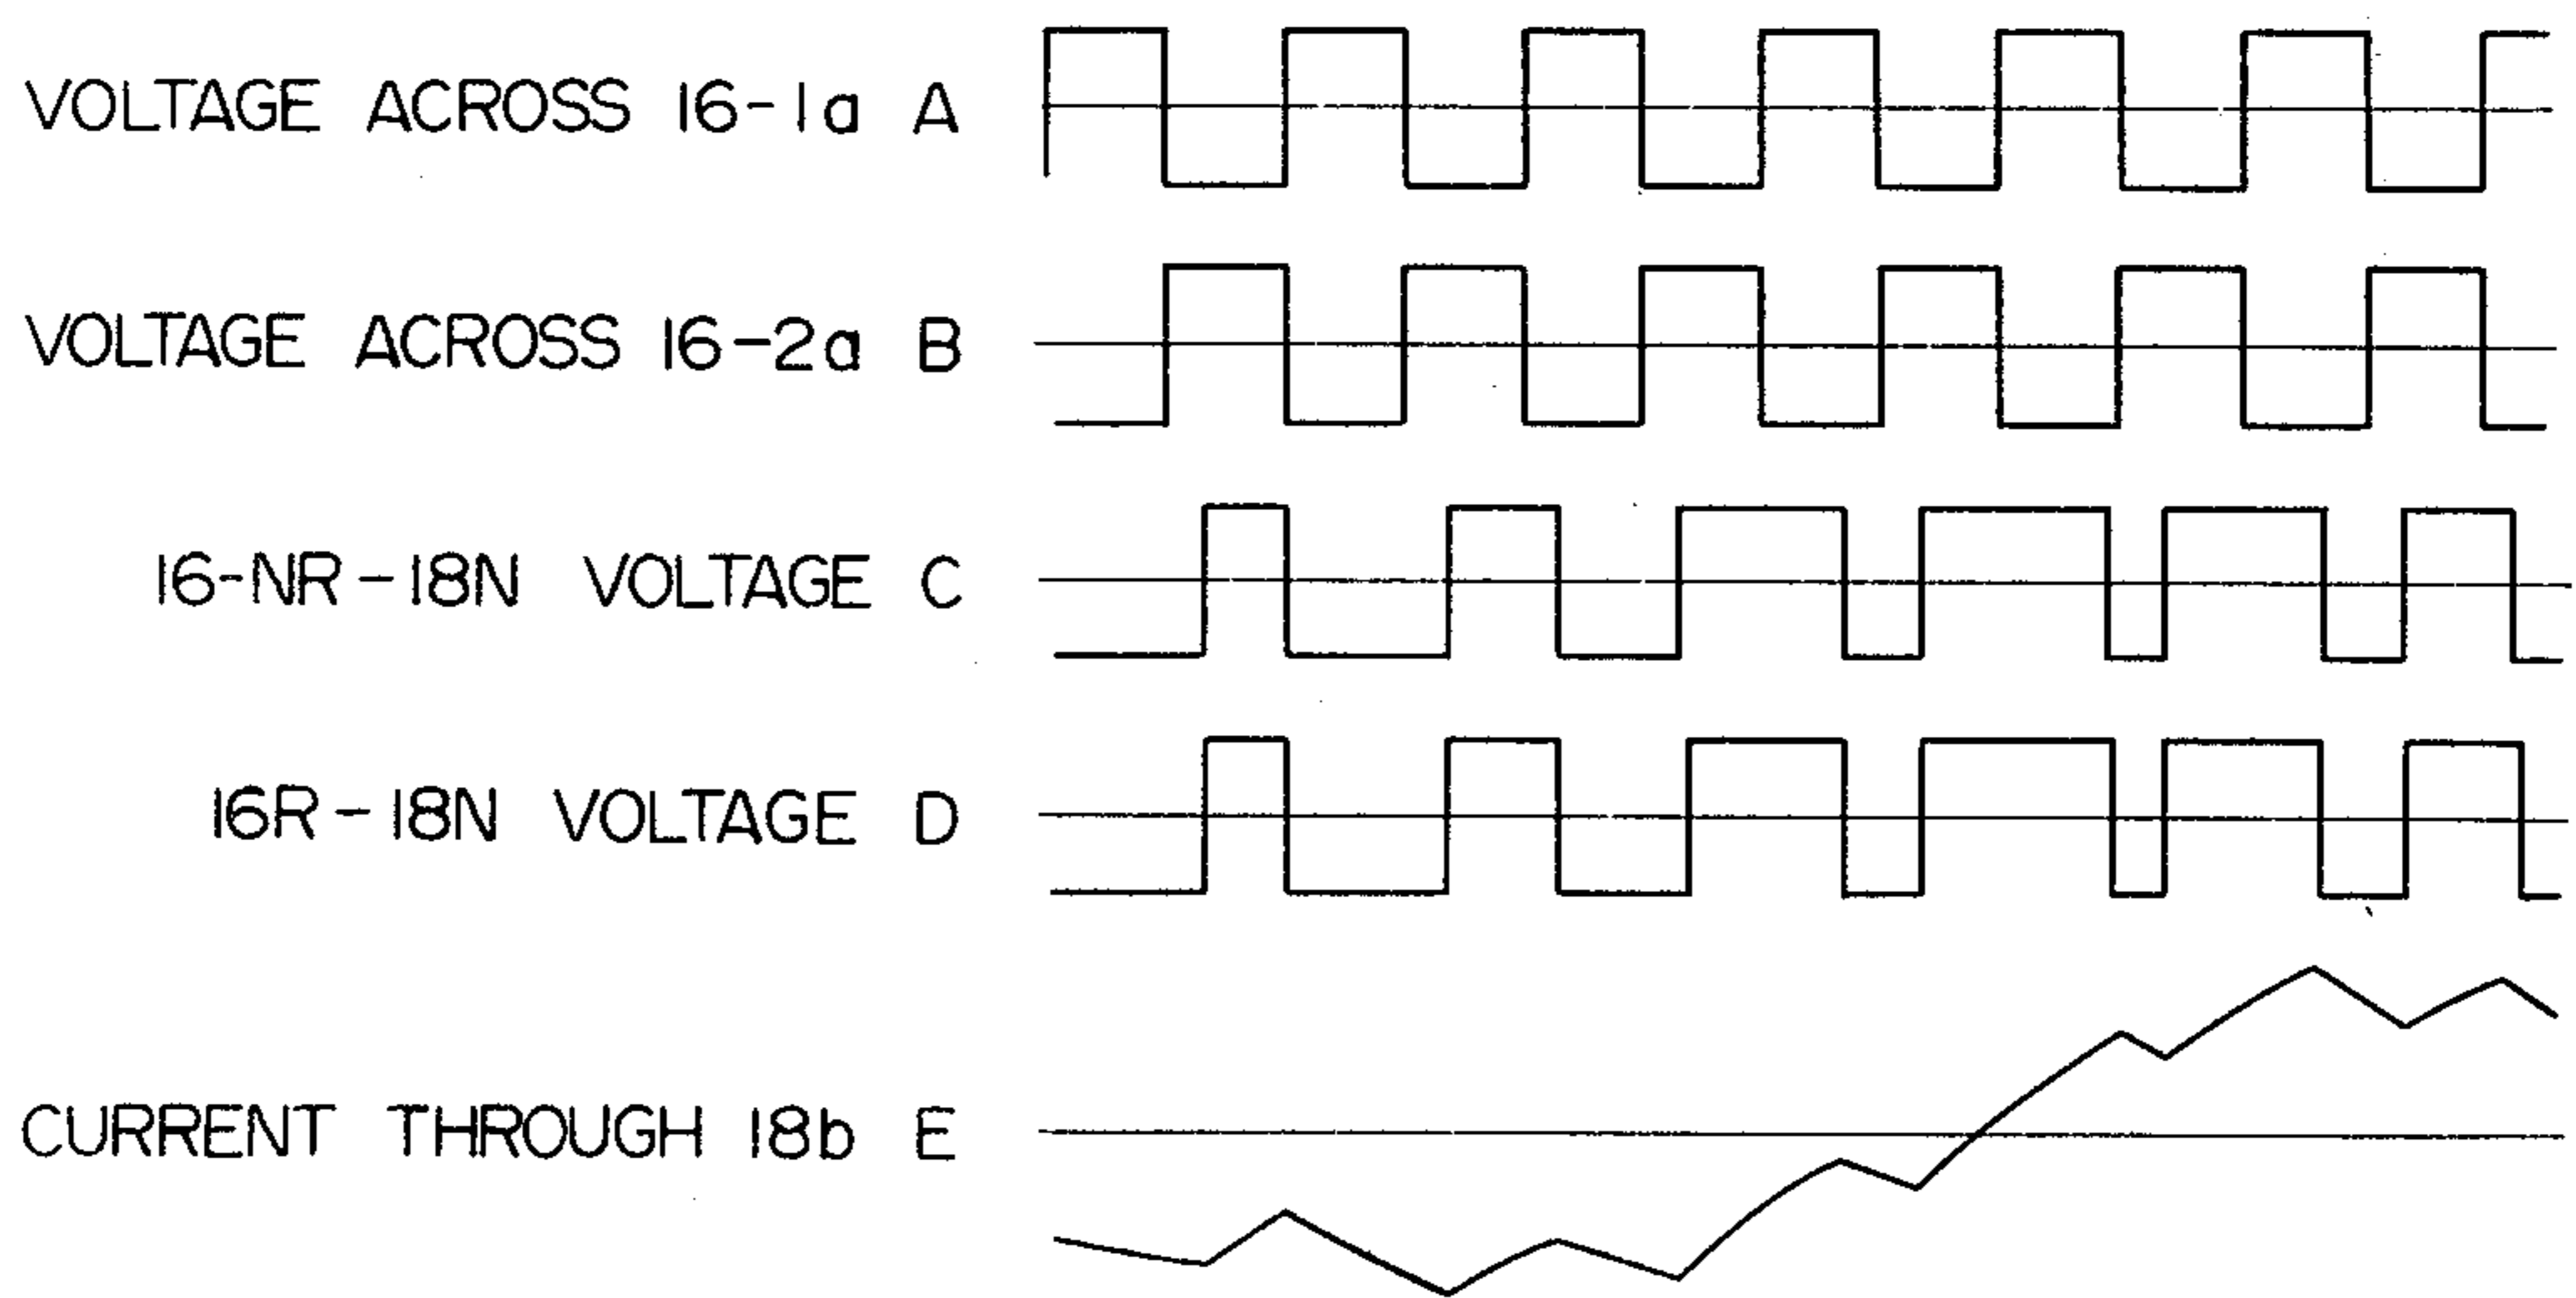 VOLTAGE ACROSS 16-1a A
VOLTAGE ACROSS 16-2a B
16-NR-18N VOLTAGE C
16R-18N VOLTAGE D
CURRENT THROUGH 18b E